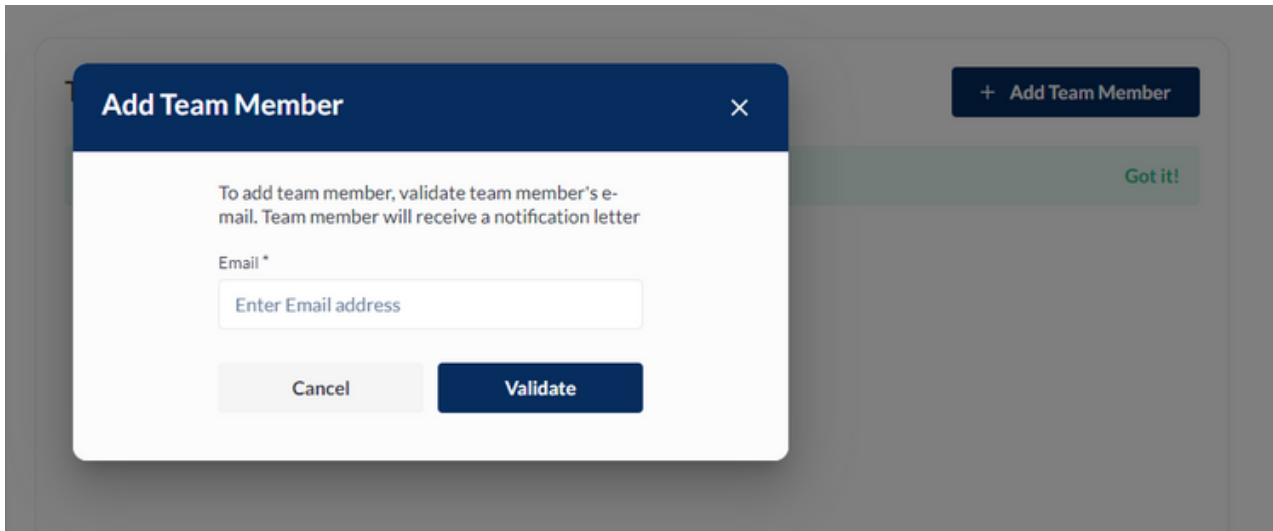 Add Team Member
+ Add Team Member
Got it!
To add team member, validate team member's e-
mail. Team member will receive a notification letter
Email *
Enter Email address
Cancel
Validate